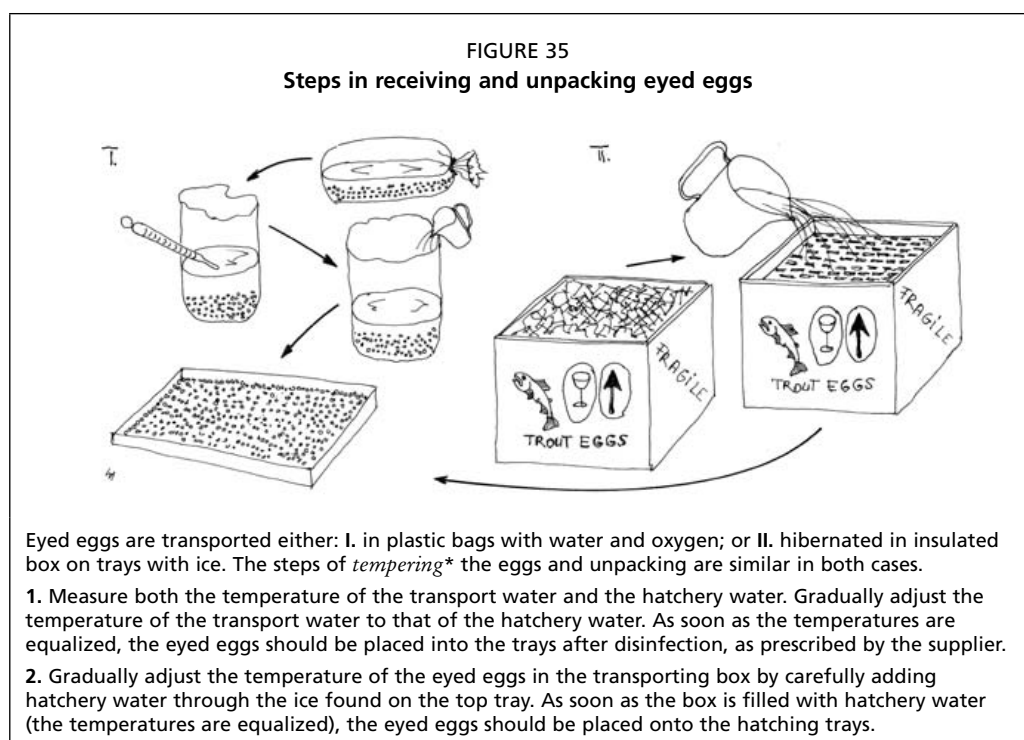 FIGURE 35
Steps in receiving and unpacking eyed eggs
I.
II.
FRAGILE
TROUT EGGS
FRAGILE
TROUT EGGS
Eyed eggs are transported either: I. in plastic bags with water and oxygen; or II. hibernated in insulated
box on trays with ice. The steps of tempering* the eggs and unpacking are similar in both cases.
1. Measure both the temperature of the transport water and the hatchery water. Gradually adjust the
temperature of the transport water to that of the hatchery water. As soon as the temperatures are
equalized, the eyed eggs should be placed into the trays after disinfection, as prescribed by the supplier.
2. Gradually adjust the temperature of the eyed eggs in the transporting box by carefully adding
hatchery water through the ice found on the top tray. As soon as the box is filled with hatchery water
(the temperatures are equalized), the eyed eggs should be placed onto the hatching trays.